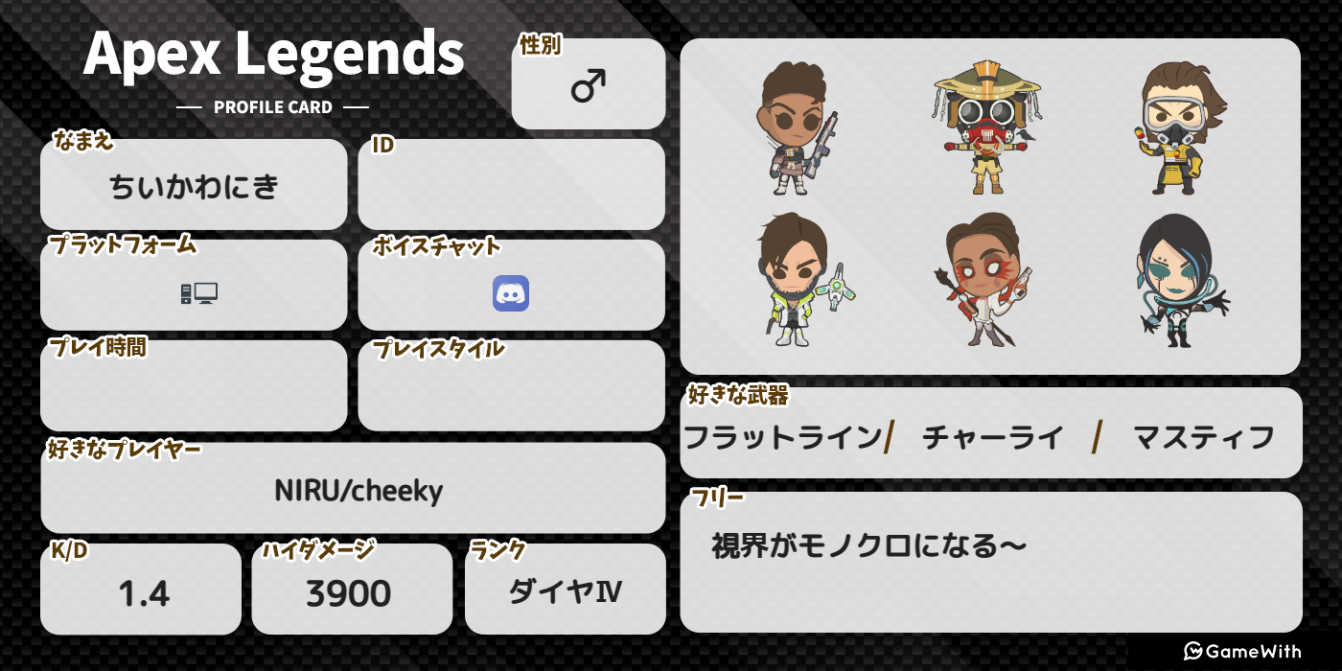 Apex Legends
PROFILE CARD
性別
♂
なまえ
ちいかわにき
ID
プラットフォーム
ボイスチャット
プレイ時間
プレイスタイル
好きなプレイヤー
NIRU/cheeky
K/D
1.4
ハイダメージ
3900
ランク
ダイヤⅣ
好きな武器
フラットライン/ チャーライ / マスティフ
フリー
視界がモノクロになる〜
GameWith